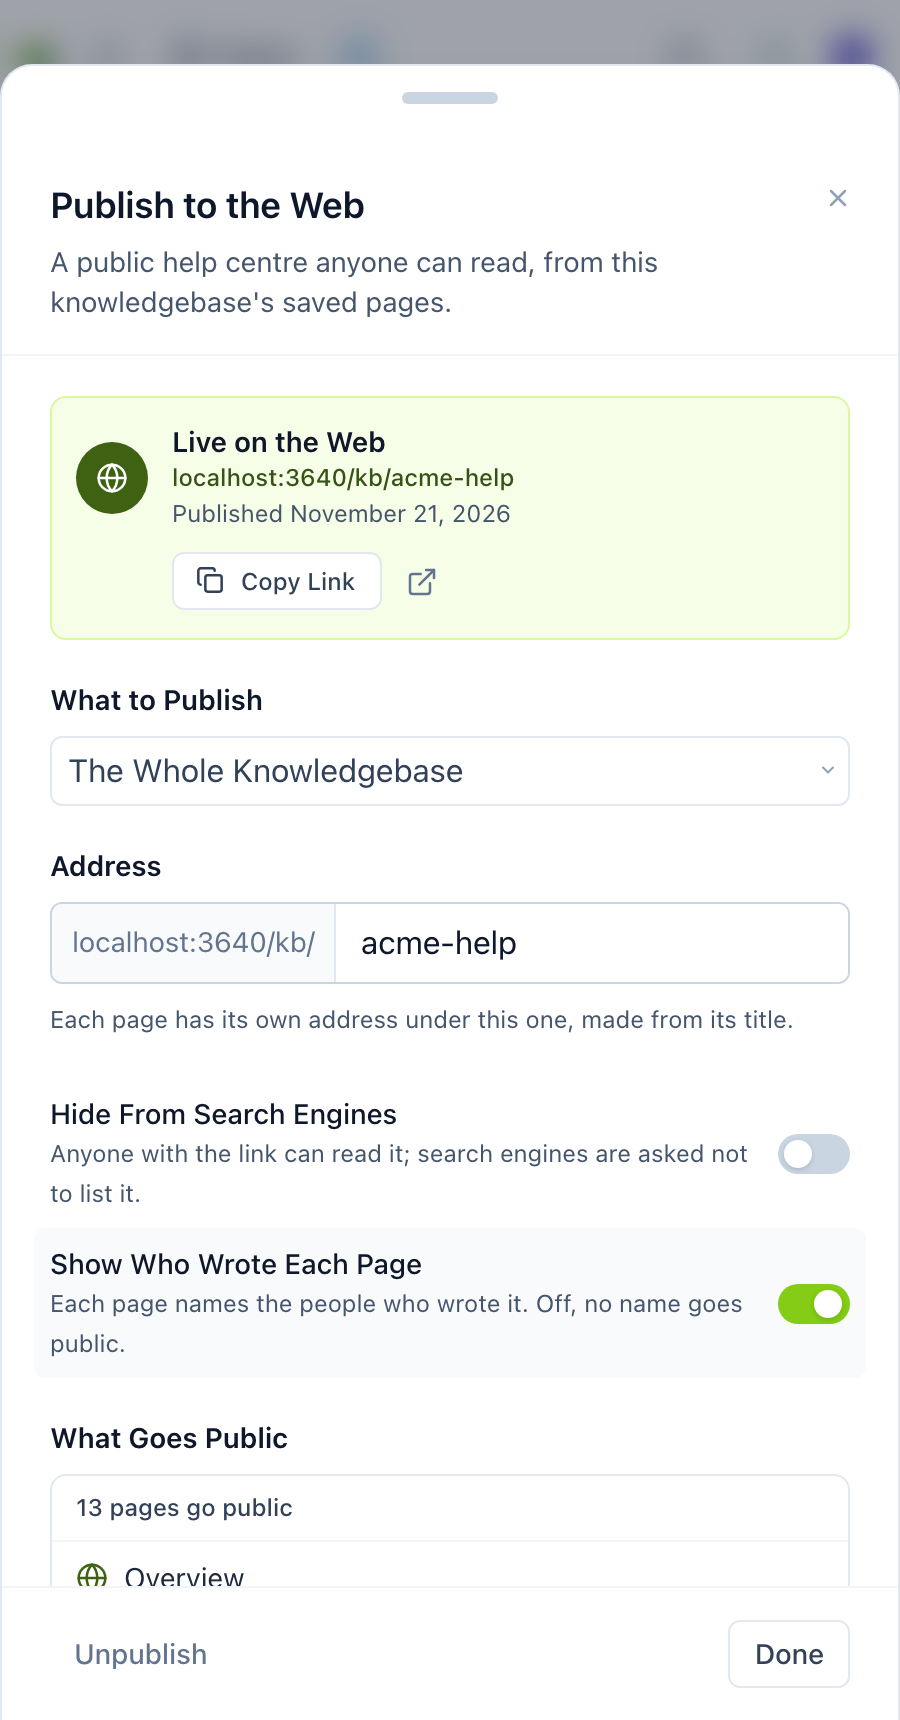 Publish to the Web
A public help centre anyone can read, from this
knowledgebase's saved pages.
Live on the Web
localhost:3640/kb/acme-help
Published November 21, 2026
Copy Link
What to Publish
The Whole Knowledgebase
Address
localhost:3640/kb/ acme-help
Each page has its own address under this one, made from its title.
Hide From Search Engines
Anyone with the link can read it; search engines are asked not
to list it.
Show Who Wrote Each Page
Each page names the people who wrote it. Off, no name goes
public.
What Goes Public
13 pages go public
Overview
Unpublish
Done